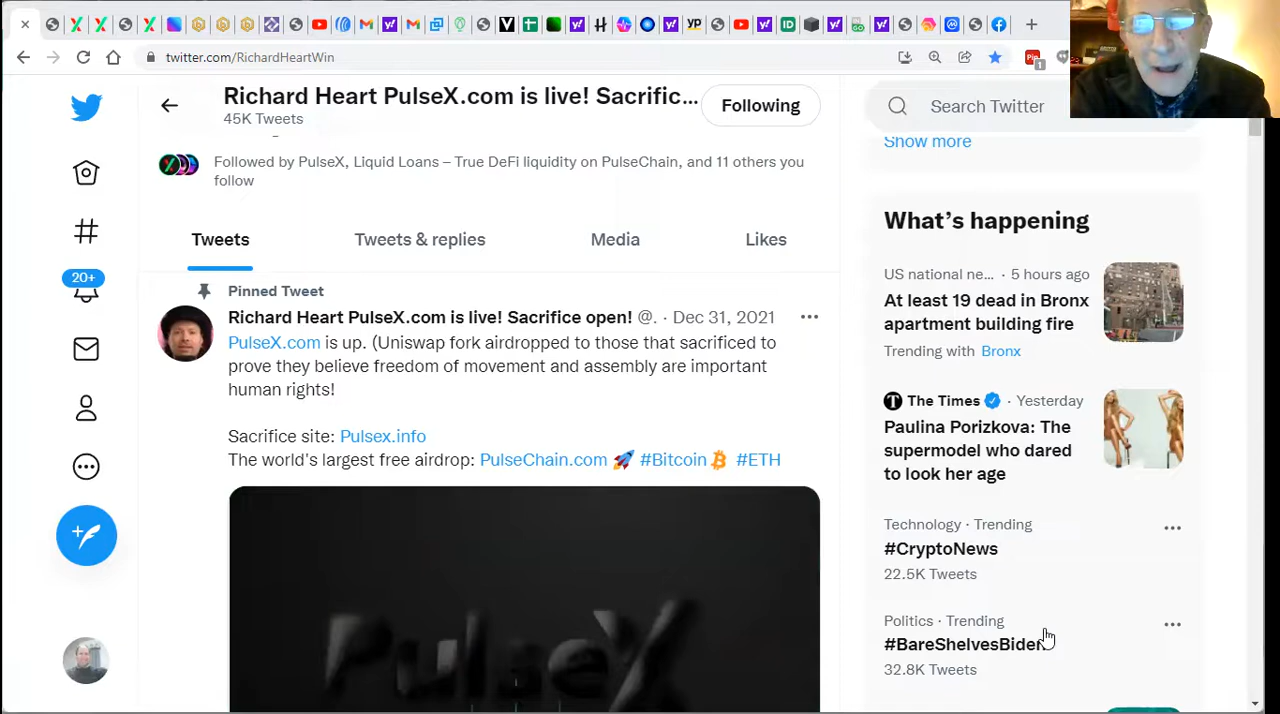 twitter.com/RichardHeartWin
Richard Heart PulseX.com is live! Sacrific...
45K Tweets
Following
Search Twitter
Followed by PulseX, Liquid Loans – True DeFi liquidity on PulseChain, and 11 others you
follow
Show more
Tweets
Tweets & replies
Media
Likes
20+
Pinned Tweet
Richard Heart PulseX.com is live! Sacrifice open! @. · Dec 31, 2021
PulseX.com is up. (Uniswap fork airdropped to those that sacrificed to
prove they believe freedom of movement and assembly are important
human rights!
Sacrifice site: Pulsex.info
The world's largest free airdrop: PulseChain.com 🚀 #Bitcoin #ETH
PulseX
What's happening
US national ne... · 5 hours ago
At least 19 dead in Bronx
apartment building fire
Trending with Bronx
The Times · Yesterday
Paulina Porizkova: The
supermodel who dared
to look her age
Technology · Trending
#CryptoNews
22.5K Tweets
Politics · Trending
#BareShelvesBiden
32.8K Tweets